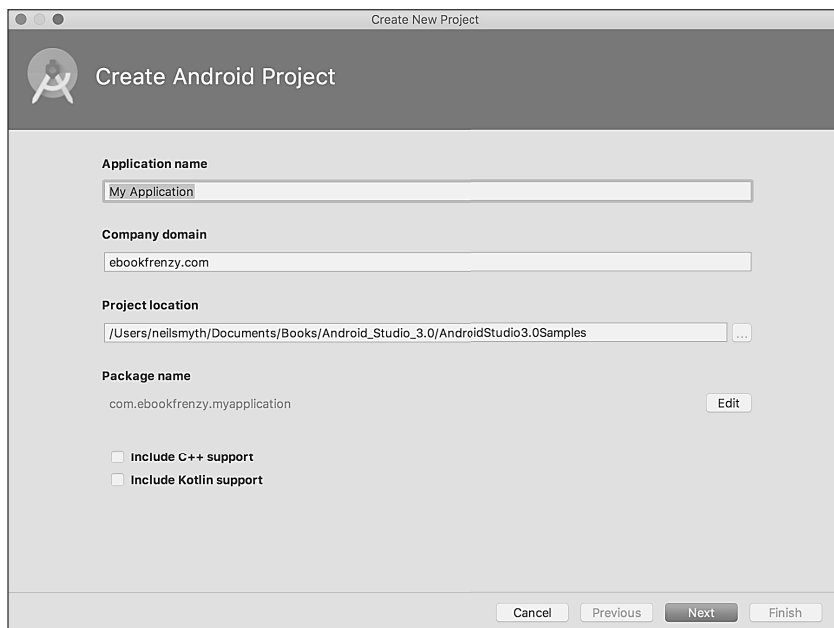 Create New Project
Create Android Project
Application name
My Application
Company domain
ebookfrenzy.com
Project location
/Users/neilsmyth/Documents/Books/Android_Studio_3.0/AndroidStudio3.0Samples
...
Package name
com.ebookfrenzy.myapplication
Edit
Include C++ support
Include Kotlin support
Cancel
Previous
Next
Finish